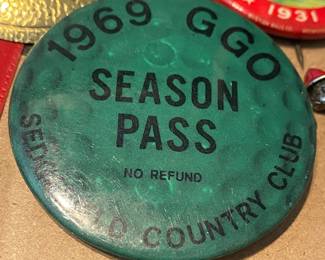 1969 GGO
SEASON
PASS
NO REFUND
COUNTRY CLUB
1931